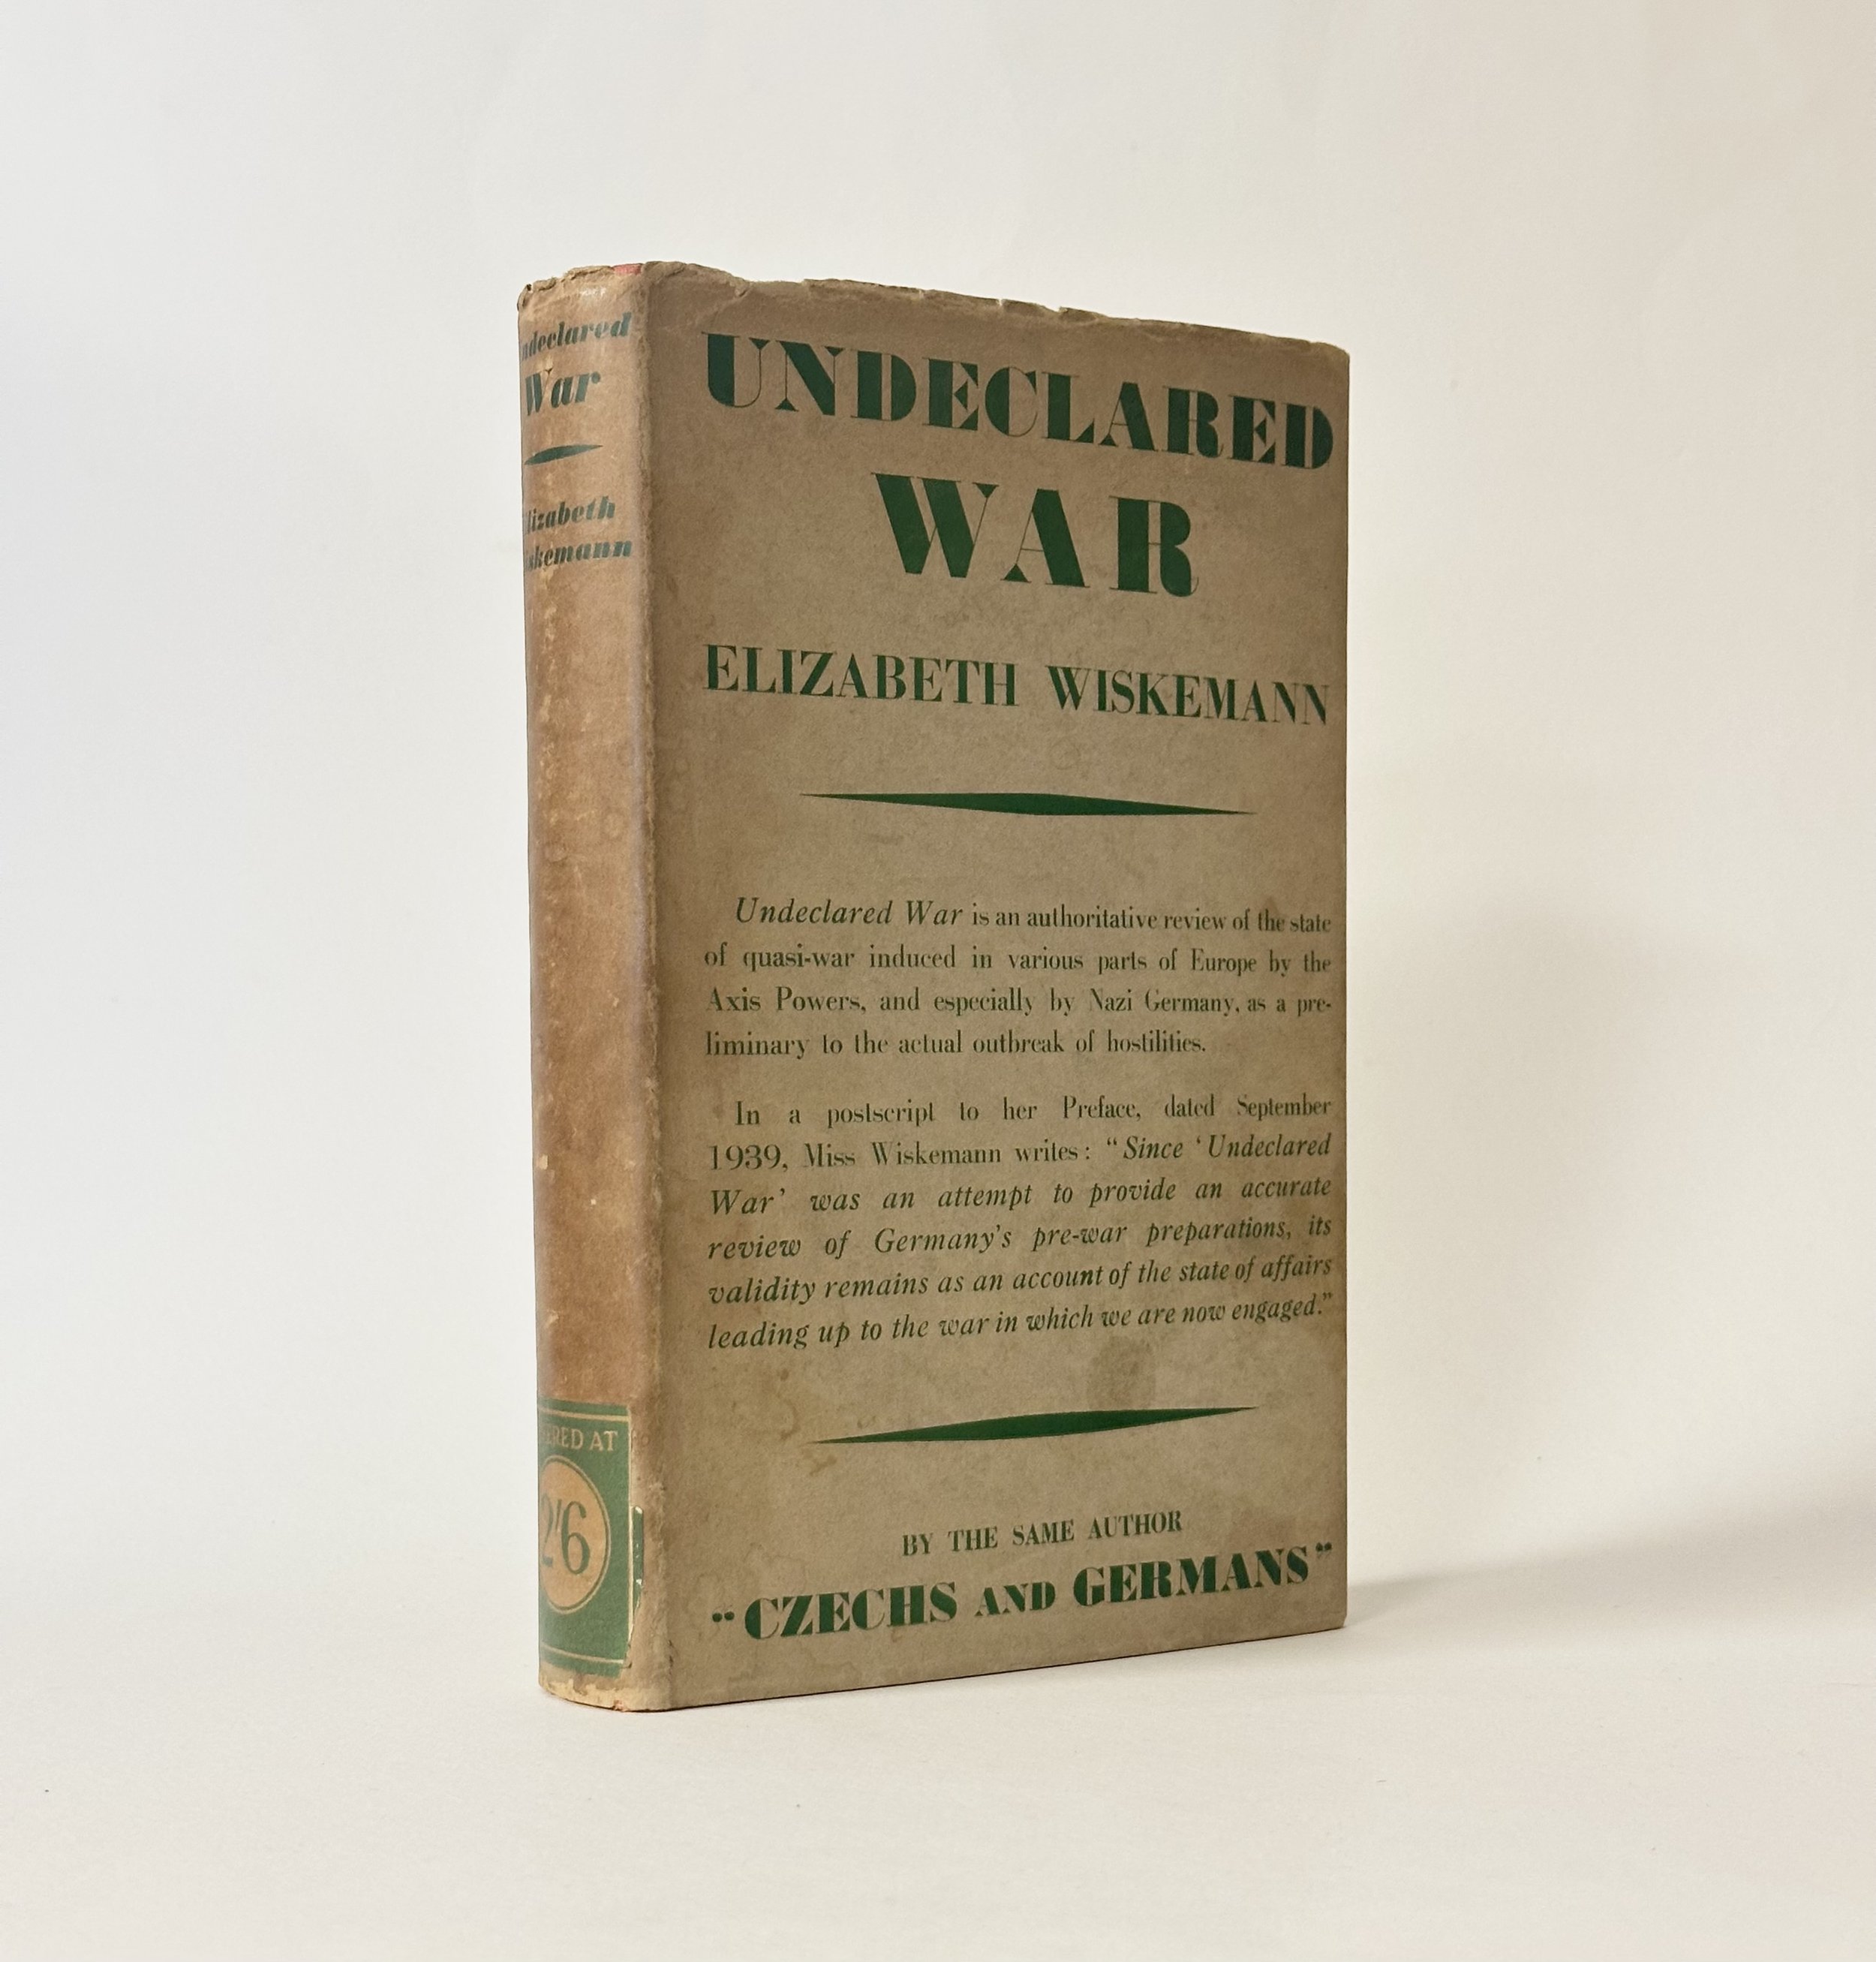 ndeclared
War
lizabeth
skemann
ERED AT
2/6
UNDECLARED
WAR
ELIZABETH WISKEMANN
Undeclared War is an authoritative review of the state
of quasi-war induced in various parts of Europe by the
Axis Powers, and especially by Nazi Germany, as a pre-
liminary to the actual outbreak of hostilities.
In a postscript to her Preface, dated September
1939, Miss Wiskemann writes: “Since ‘Undeclared
War’ was an attempt to provide an accurate
review of Germany's pre-war preparations, its
validity remains as an account of the state of affairs
leading up to the war in which we are now engaged.”
BY THE SAME AUTHOR
“CZECHS AND GERMANS”